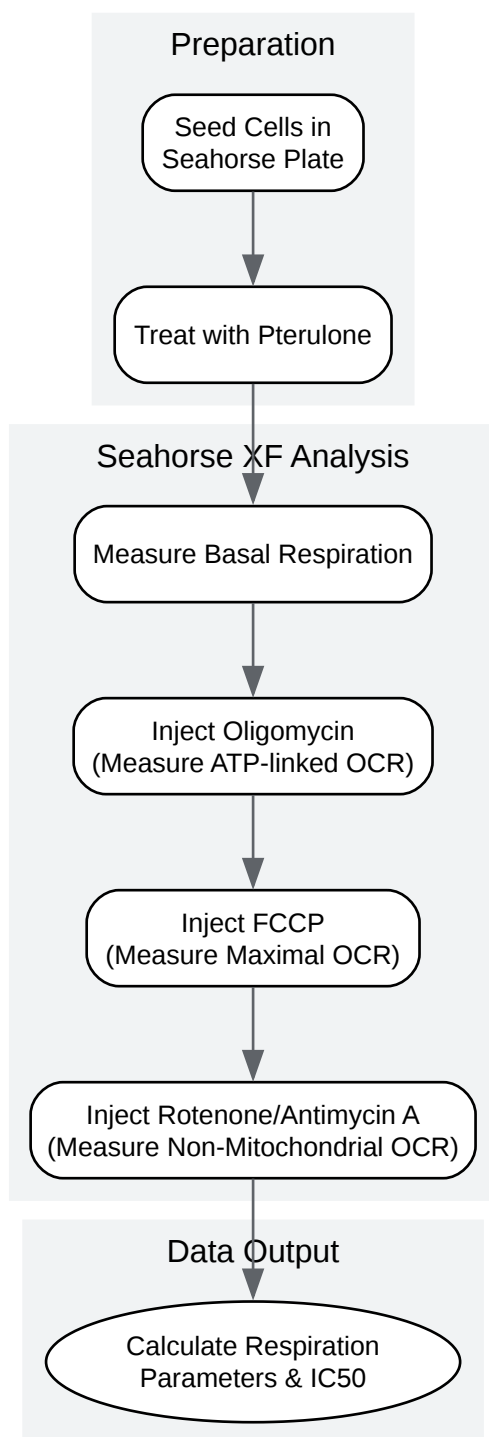 Preparation
Seed Cells in
Seahorse Plate
Treat with Pterulone
Seahorse XF Analysis
Measure Basal Respiration
Inject Oligomycin
(Measure ATP-linked OCR)
Inject FCCP
(Measure Maximal OCR)
Inject Rotenone/Antimycin A
(Measure Non-Mitochondrial OCR)
Data Output
Calculate Respiration
Parameters & IC50